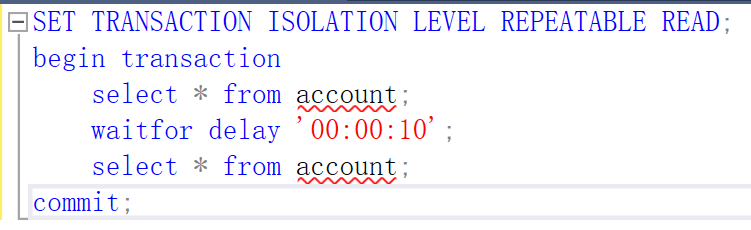 SET TRANSACTION ISOLATION LEVEL REPEATABLE READ;
begin transaction
select * from account;
waitfor delay '00:00:10';
select * from account;
commit;